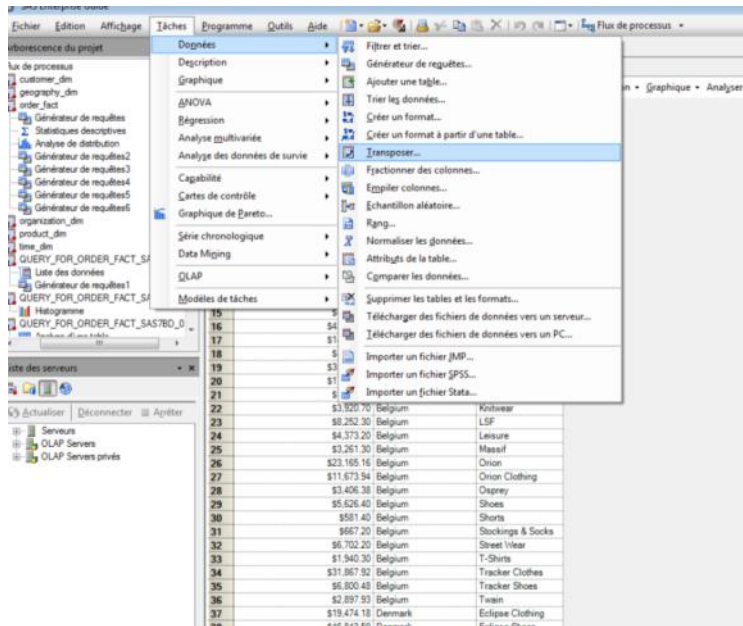 SAS Enterprise Guide
Fichier Edition Affichage Tâches Programme Outils Aide Flux de processus
Arborescence du projet
Flux de processus
customer_dim
geography_dim
order_fact
Générateur de requêtes
Statistiques descriptives
Analyse de distribution
Générateur de requêtes2
Générateur de requêtes3
Générateur de requêtes4
Générateur de requêtes5
Générateur de requêtes6
organization_dim
product_dim
time_dim
QUERY_FOR_ORDER_FACT_SA
Liste des données
Générateur de requêtes1
QUERY_FOR_ORDER_FACT_SA
Histogramme
QUERY_FOR_ORDER_FACT_SAS7BD_0
Liste des serveurs
Actualiser Déconnecter Arrêter
Serveurs
OLAP Servers
OLAP Servers privés
Données
Description
Graphique
ANOVA
Régression
Analyse multivariée
Analyse des données de survie
Capabilité
Cartes de contrôle
Graphique de Pareto...
Série chronologique
Data Mining
OLAP
Modèles de tâches
Filtrer et trier...
Générateur de requêtes...
Ajouter une table...
Trier les données...
Créer un format...
Créer un format à partir d'une table...
Transposer...
Fractionner des colonnes...
Empiler colonnes...
Echantillon aléatoire...
Rang...
Normaliser les données...
Attributs de la table...
Comparer les données...
Supprimer les tables et les formats...
Télécharger des fichiers de données vers un serveur...
Télécharger des fichiers de données vers un PC...
Importer un fichier JMP...
Importer un fichier SPSS...
Importer un fichier Stata...
Graphique Analyser
15 $
16 $4
17 $1
18 $
19 $3
20 $1
21 $
22 $3,920.70 Belgium Knitwear
23 $8,252.30 Belgium LSF
24 $4,373.20 Belgium Leisure
25 $3,261.30 Belgium Massif
26 $23,165.16 Belgium Orion
27 $11,673.94 Belgium Orion Clothing
28 $3,406.38 Belgium Osprey
29 $5,626.40 Belgium Shoes
30 $581.40 Belgium Shorts
31 $667.20 Belgium Stockings & Socks
32 $6,702.20 Belgium Street Wear
33 $1,940.30 Belgium T-Shirts
34 $31,867.92 Belgium Tracker Clothes
35 $6,800.48 Belgium Tracker Shoes
36 $2,897.93 Belgium Twain
37 $19,474.18 Denmark Eclipse Clothing